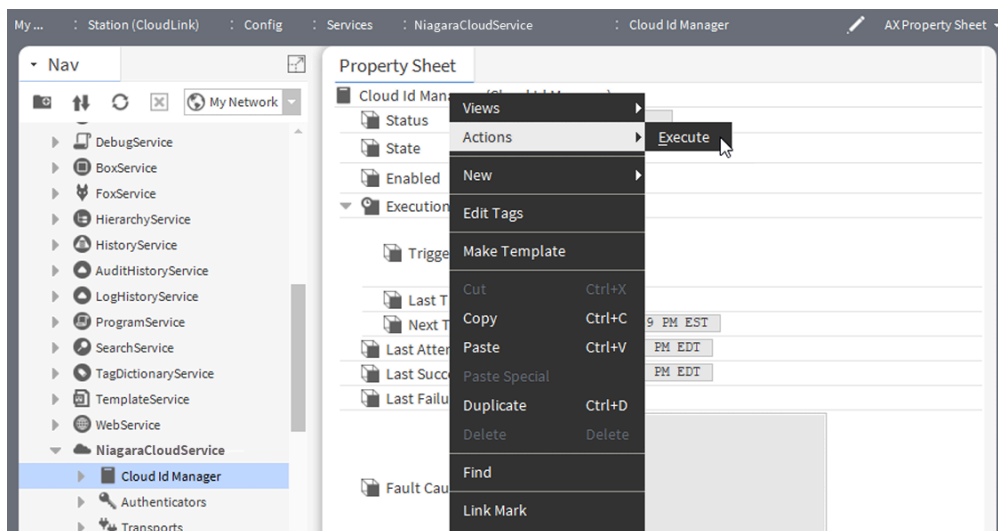 My ... : Station (CloudLink) : Config : Services : NiagaraCloudService : Cloud Id Manager AX Property Sheet
Nav
My Network
DebugService
BoxService
FoxService
HierarchyService
HistoryService
AuditHistoryService
LogHistoryService
ProgramService
SearchService
TagDictionaryService
TemplateService
WebService
NiagaraCloudService
Cloud Id Manager
Authenticators
Transports
Property Sheet
Cloud Id Man
Status
State
Enabled
Execution
Trigge
Last T
Next T
9 PM EST
Last Atter
PM EDT
Last Succ
PM EDT
Last Failu
Fault Cau
Views
Actions
Execute
New
Edit Tags
Make Template
Cut Ctrl+X
Copy Ctrl+C
Paste Ctrl+V
Paste Special
Duplicate Ctrl+D
Delete Delete
Find
Link Mark